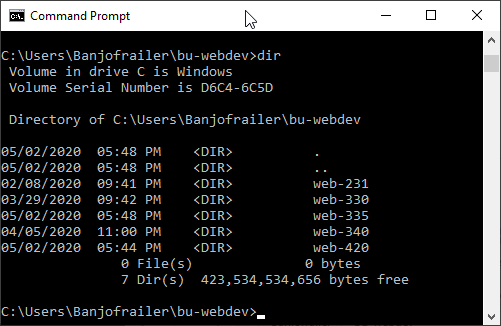 Command Prompt
C:\Users\Banjofrailer\bu-webdev>dir
 Volume in drive C is Windows
 Volume Serial Number is D6C4-6C5D

 Directory of C:\Users\Banjofrailer\bu-webdev

05/02/2020  05:48 PM    <DIR>          .
05/02/2020  05:48 PM    <DIR>          ..
02/08/2020  09:41 PM    <DIR>          web-231
03/29/2020  09:42 PM    <DIR>          web-330
05/02/2020  05:48 PM    <DIR>          web-335
04/05/2020  11:00 PM    <DIR>          web-340
05/02/2020  05:44 PM    <DIR>          web-420
               0 File(s)              0 bytes
               7 Dir(s)  423,534,534,656 bytes free

C:\Users\Banjofrailer\bu-webdev>